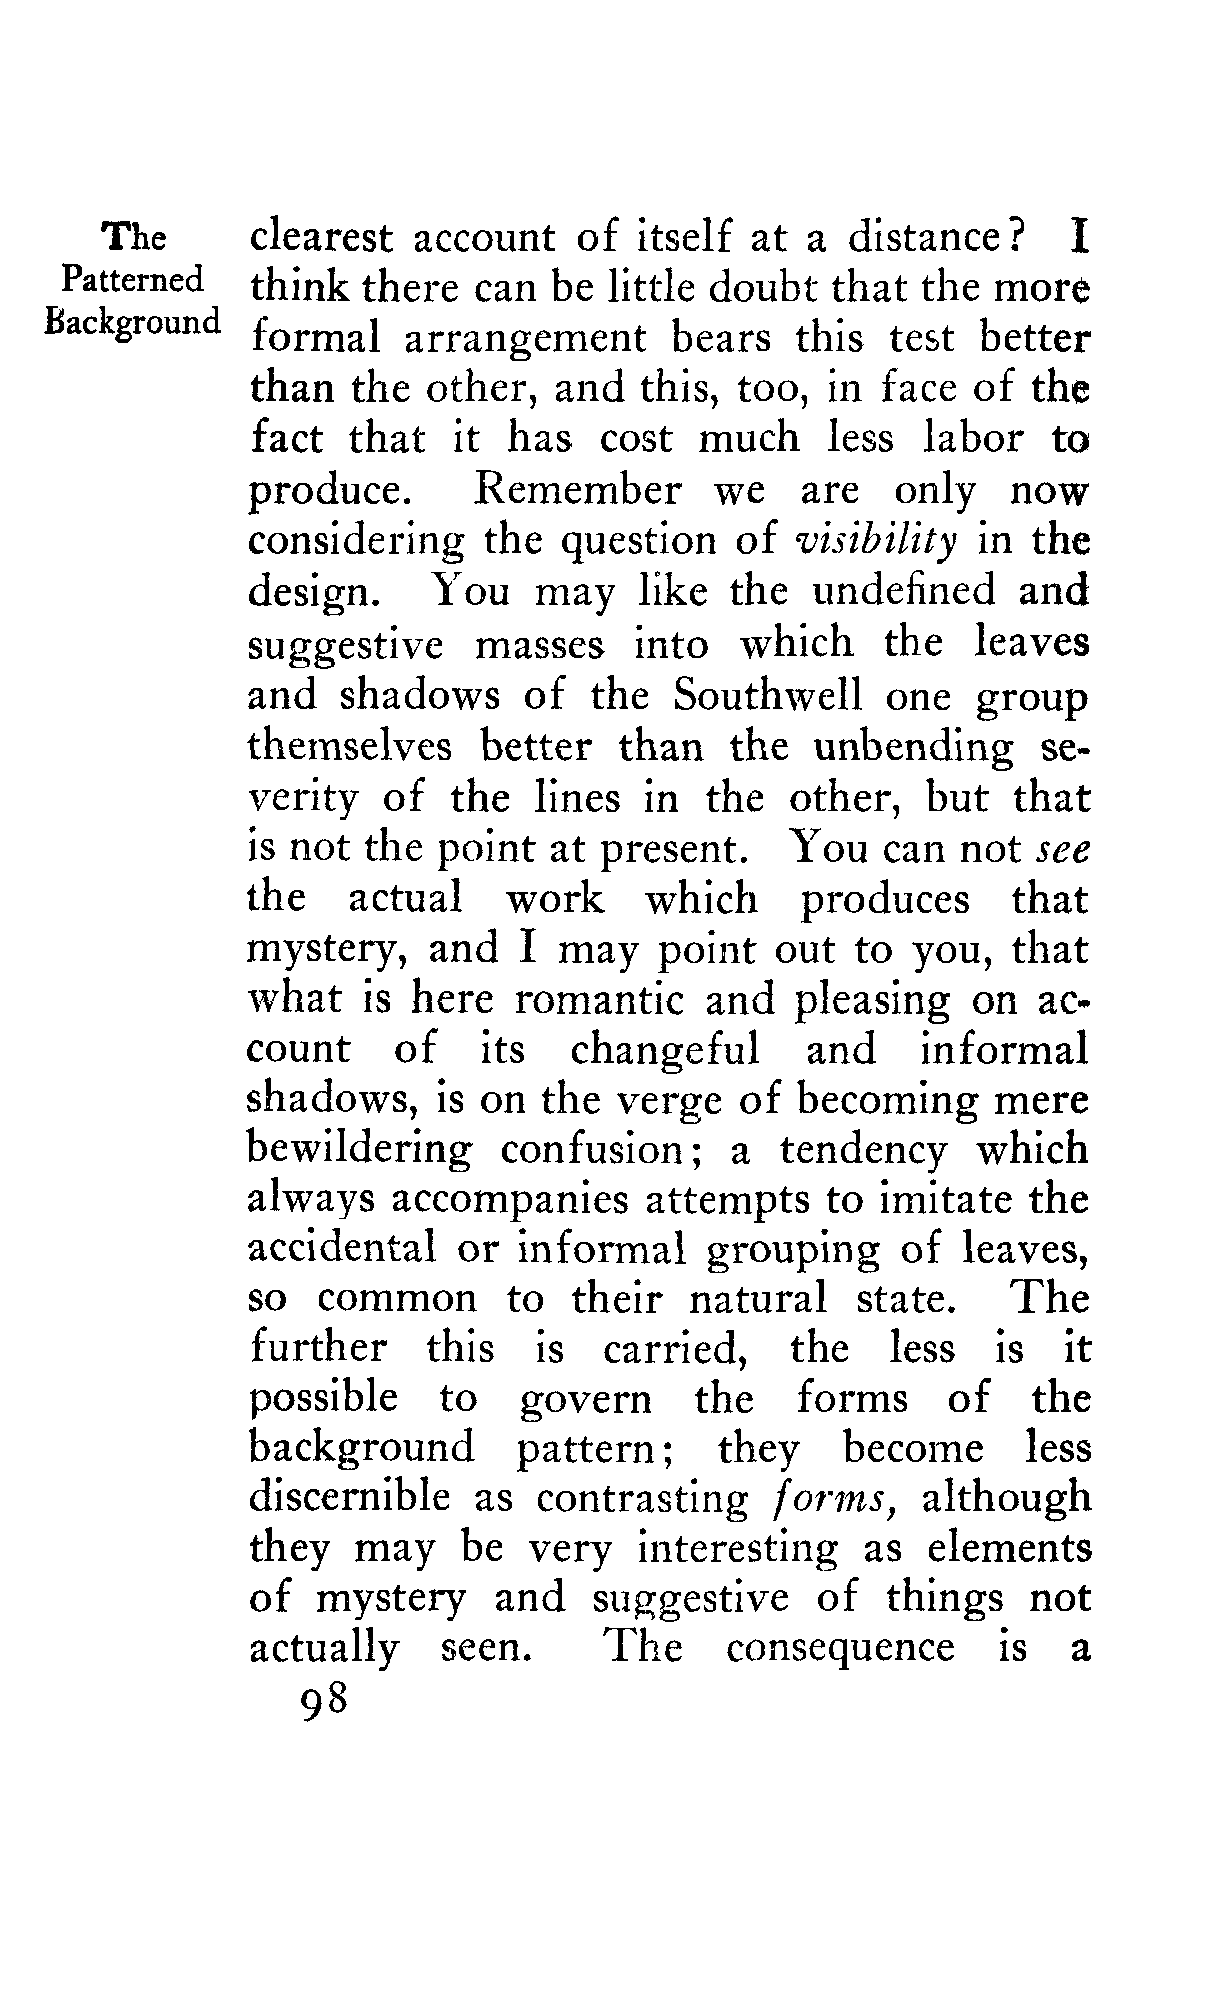 The
Patterned
Background
clearest account of itself at a distance? I
think there can be little doubt that the more
formal arrangement bears this test better
than the other, and this, too, in face of the
fact that it has cost much less labor to
produce. Remember we are only now
considering the question of visibility in the
design. You may like the undefined and
suggestive masses into which the leaves
and shadows of the Southwell one group
themselves better than the unbending se-
verity of the lines in the other, but that
is not the point at present. You can not see
the actual work which produces that
mystery, and I may point out to you, that
what is here romantic and pleasing on ac-
count of its changeful and informal
shadows, is on the verge of becoming mere
bewildering confusion; a tendency which
always accompanies attempts to imitate the
accidental or informal grouping of leaves,
so common to their natural state. The
further this is carried, the less is it
possible to govern the forms of the
background pattern; they become less
discernible as contrasting forms, although
they may be very interesting as elements
of mystery and suggestive of things not
actually seen. The consequence is a
98